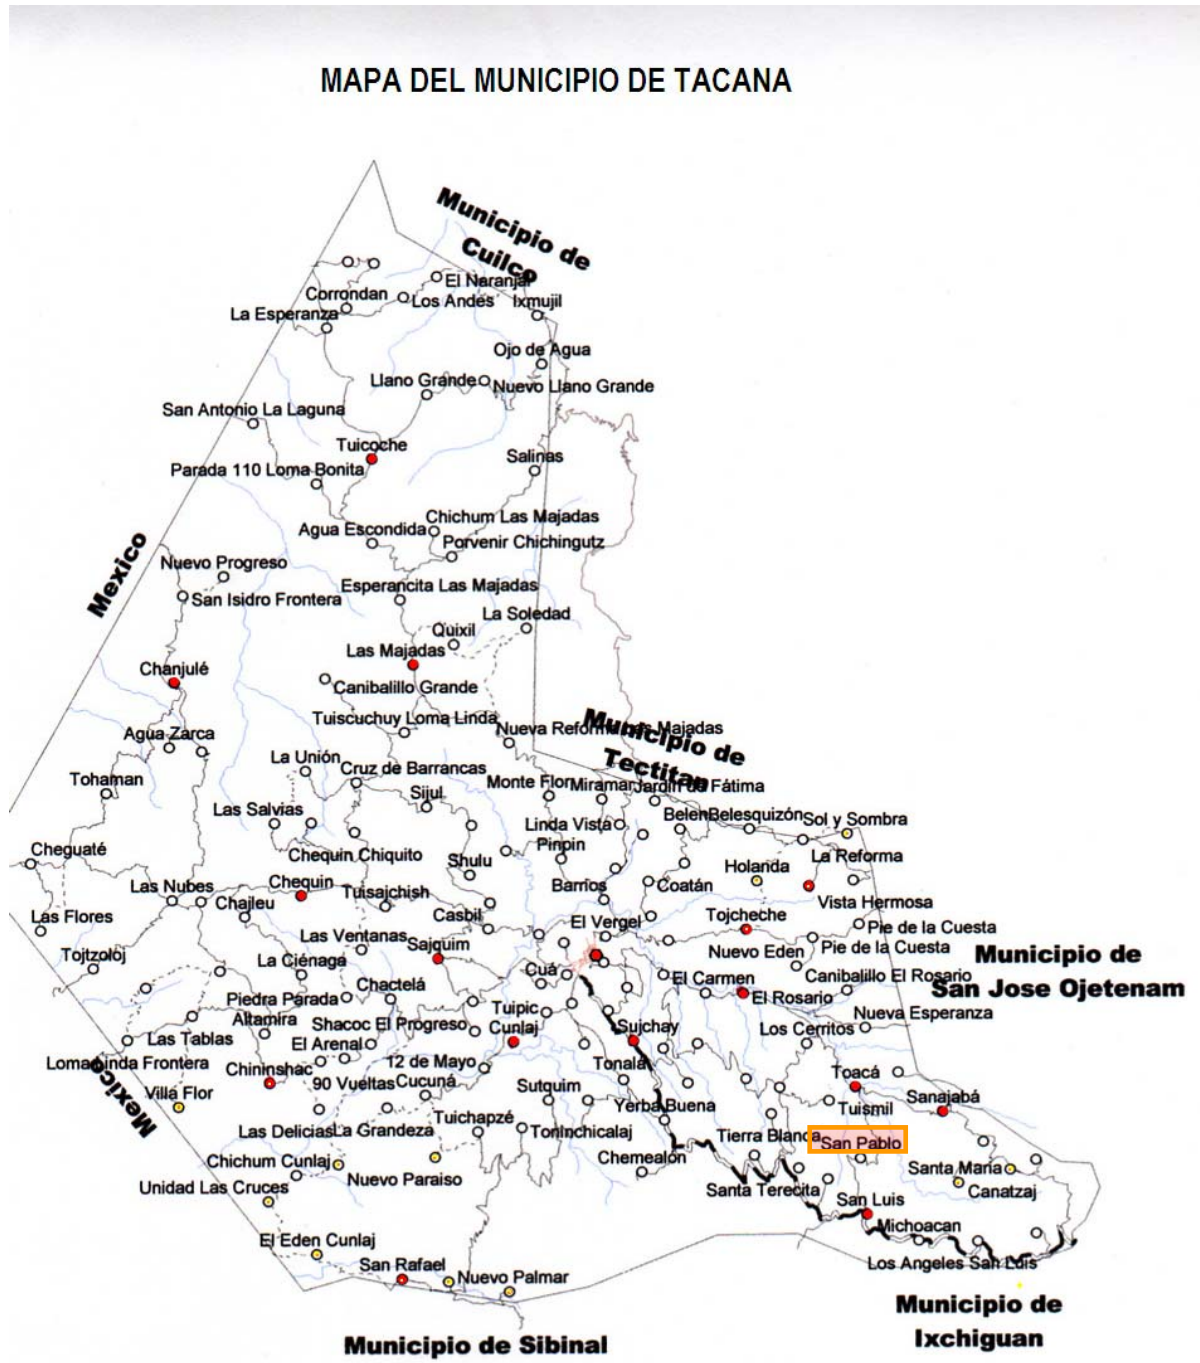 MAPA DEL MUNICIPIO DE TACANA
Municipio de
Cuilco
El Naranjal
Corrondan
Los Andes
Ixmujil
La Esperanza
Ojo de Agua
Llano Grande
Nuevo Llano Grande
San Antonio La Laguna
Tuicoche
Salinas
Parada 110 Loma Bonita
Chichum Las Majadas
Agua Escondida
Porvenir Chichingutz
Mexico
Nuevo Progreso
Esperancita Las Majadas
San Isidro Frontera
La Soledad
Quixil
Las Majadas
Chanjulé
Canibalillo Grande
Tuiscuchuy Loma Linda
Nueva Reforma Las Majadas
Municipio de
Tectitan
Agua Zarca
La Unión
Cruz de Barrancas
Tohaman
Sijul
Monte Flor
Miramar
Jardin de Fátima
Las Salvias
Linda Vista
Belen
Belesquizón
Sol y Sombra
Cheguaté
Chequin Chiquito
Shulu
Pinpin
Holanda
La Reforma
Las Nubes
Chequin
Tuisajchish
Barrios
Coatán
Vista Hermosa
Las Flores
Chajleu
Casbil
El Vergel
Tojcheche
Pie de la Cuesta
Las Ventanas
Sajquim
Nuevo Eden
Pie de la Cuesta
Tojtzoloj
La Ciénaga
Cuá
El Carmen
Canibalillo El Rosario
Municipio de
San Jose Ojetenam
Piedra Parada
Chactelá
Tuipic
El Rosario
Nueva Esperanza
Altamira
Shacoc El Progreso
Cunlaj
Sujchay
Los Cerritos
Las Tablas
El Arenal
Loma Linda Frontera
Chininshac
12 de Mayo
Tonalá
Toacá
Mexico
Villa Flor
90 Vueltas
Cucuná
Sutquim
Yerba Buena
Tuismil
Sanajabá
Las Delicias
La Grandeza
Tuichapzé
Toninchicalaj
Tierra Blanca
San Pablo
Chichum Cunlaj
Nuevo Paraiso
Chemealón
Santa Maria
Unidad Las Cruces
Santa Terecita
San Luis
Canatzaj
Michoacan
El Eden Cunlaj
San Rafael
Nuevo Palmar
Los Angeles San Luis
Municipio de
Ixchiguan
Municipio de Sibinal